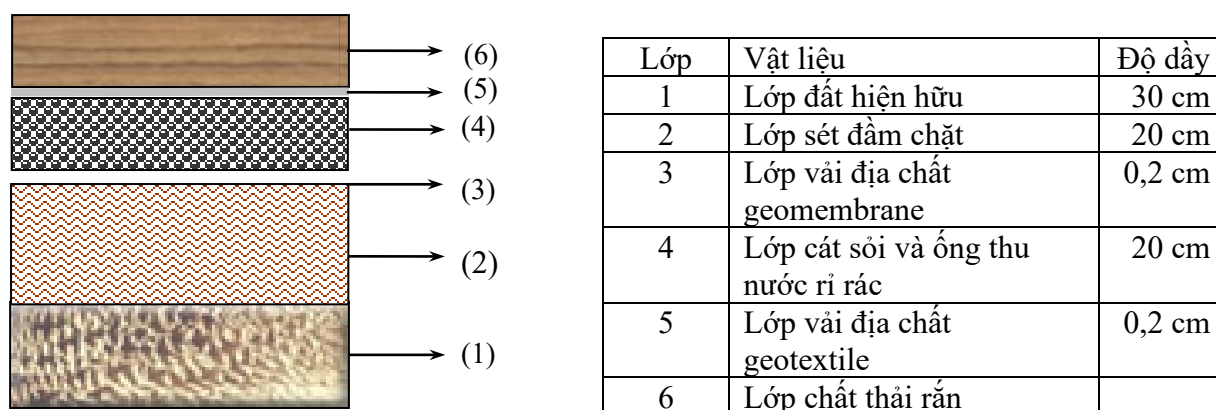 (6)
(5)
(4)
(3)
(2)
(1)
Lớp Vật liệu Độ dầy
1 Lớp đất hiện hữu 30 cm
2 Lớp sét đầm chặt 20 cm
3 Lớp vải địa chất 0,2 cm
geomembrane
4 Lớp cát sỏi và ống thu 20 cm
nước rỉ rác
5 Lớp vải địa chất 0,2 cm
geotextile
6 Lớp chất thải rắn